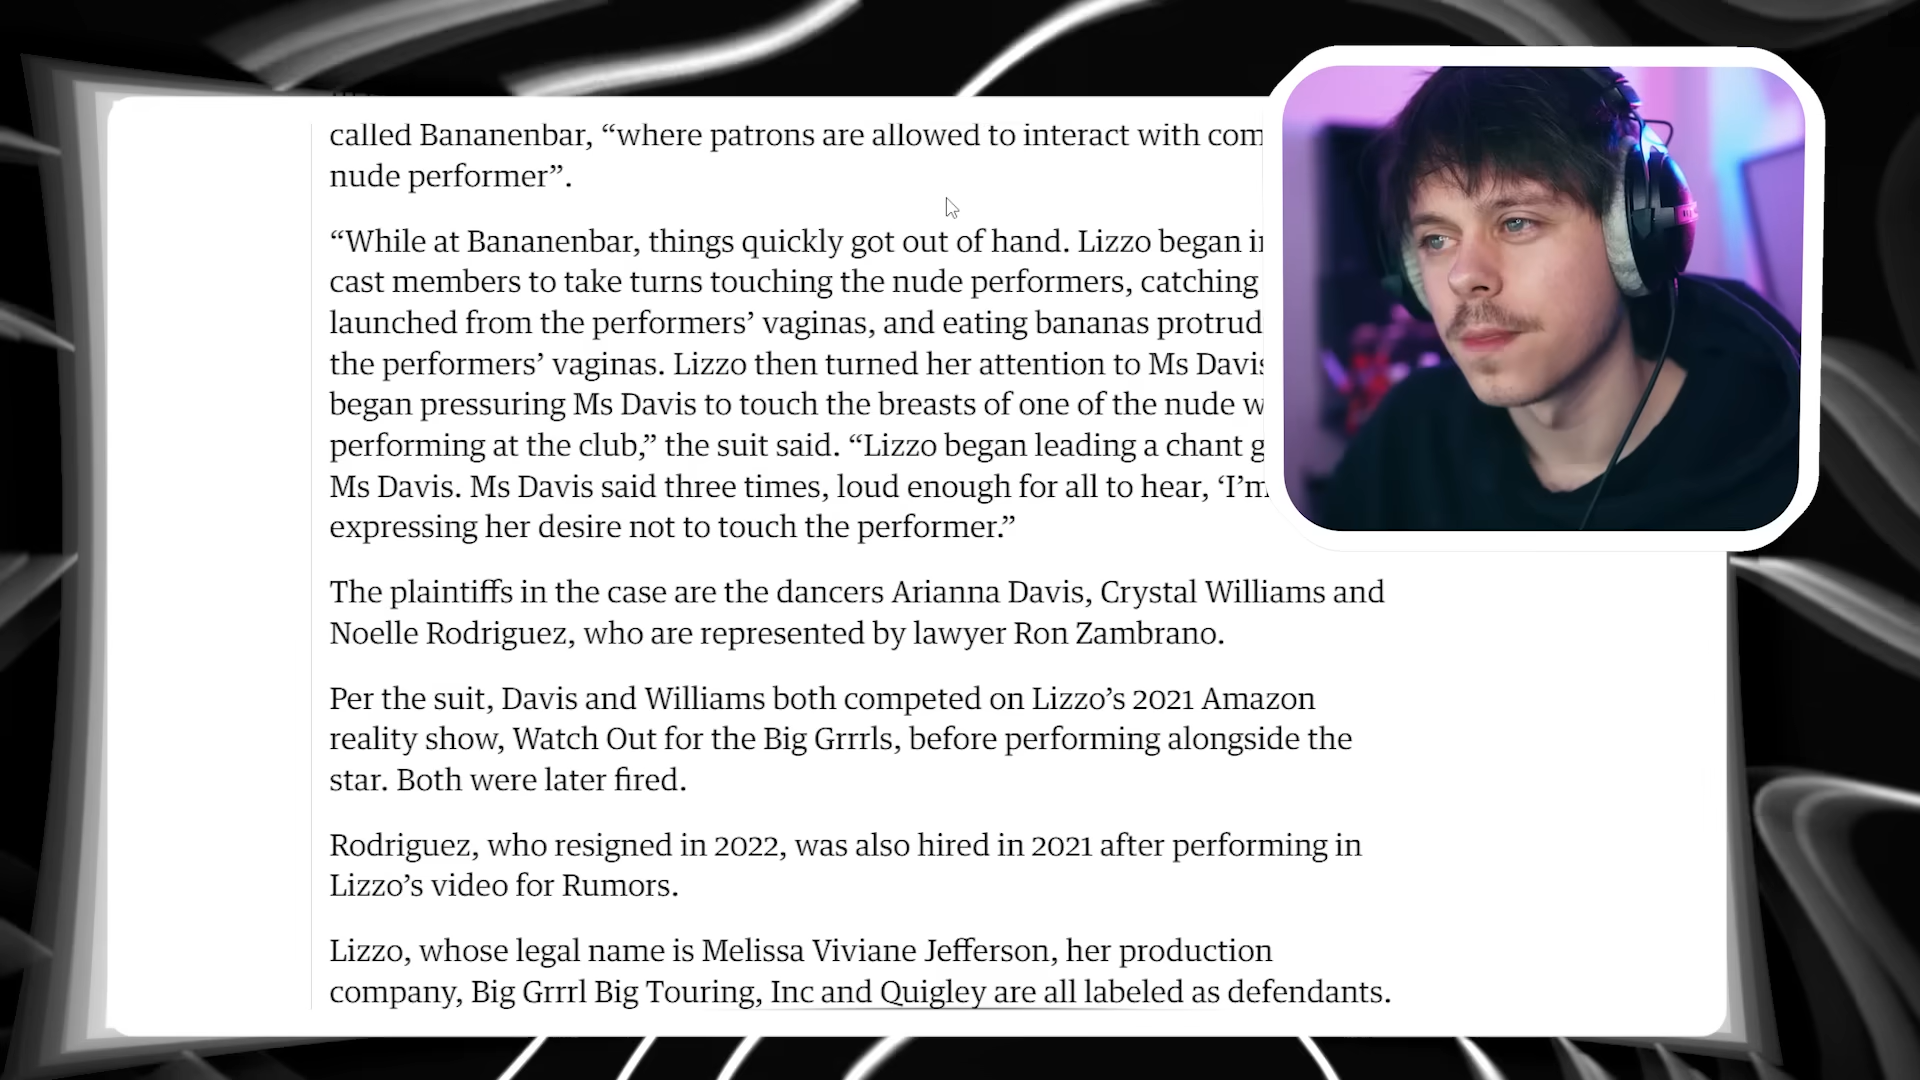 called Bananenbar, “where patrons are allowed to interact with
nude performer”.
“While at Bananenbar, things quickly got out of hand. Lizzo began
cast members to take turns touching the nude performers, catching
launched from the performers’ vaginas, and eating bananas
the performers’ vaginas. Lizzo then turned her attention to Ms Davis
began pressuring Ms Davis to touch the breasts of one of the nude
performing at the club,” the suit said. “Lizzo began leading a chant
Ms Davis. Ms Davis said three times, loud enough for all to hear, ‘I’m
expressing her desire not to touch the performer.”
The plaintiffs in the case are the dancers Arianna Davis, Crystal Williams and
Noelle Rodriguez, who are represented by lawyer Ron Zambrano.
Per the suit, Davis and Williams both competed on Lizzo’s 2021 Amazon
reality show, Watch Out for the Big Grrrls, before performing alongside the
star. Both were later fired.
Rodriguez, who resigned in 2022, was also hired in 2021 after performing in
Lizzo’s video for Rumors.
Lizzo, whose legal name is Melissa Viviane Jefferson, her production
company, Big Grrrl Big Touring, Inc and Quigley are all labeled as defendants.